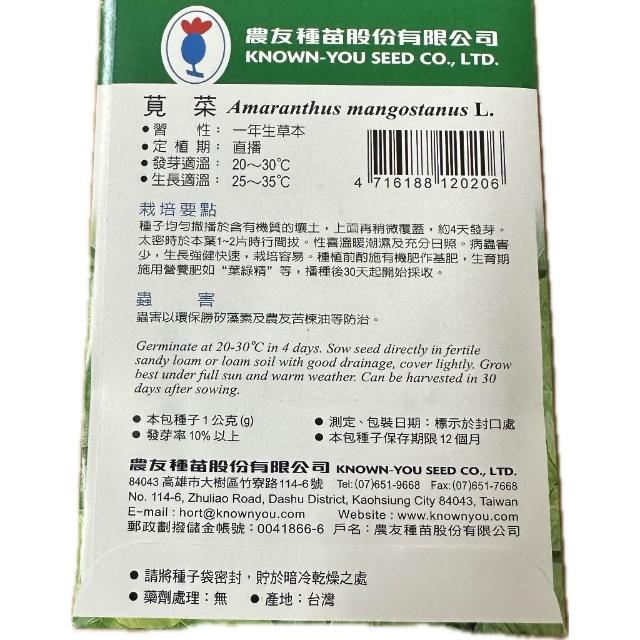 農友種苗股份有限公司
KNOWN-YOU SEED CO., LTD.
莧 菜 Amaranthus mangostanus L.
●習 性：一年生草本
●定植期：直播
●發芽適溫：20～30℃
●生長適溫：25～35℃
4 716188 120206
栽培要點
種子均勻撒播於含有機質的壤土，上面再稍微覆蓋，約4天發芽。
太密時於本葉1~2片時行間拔。性喜溫暖潮濕及充分日照。病蟲害
少，生長強健快速，栽培容易。種植前酌施有機肥作基肥，生育期
施用營養肥如“葉綠精”等，播種後30天起開始採收。
蟲 害
蟲害以環保勝矽藻素及農友苦楝油等防治。
Germinate at 20-30℃ in 4 days. Sow seed directly in fertile
sandy loam or loam soil with good drainage, cover lightly. Grow
best under full sun and warm weather. Can be harvested in 30
days after sowing.
●本包種子1公克(g) ●測定、包裝日期：標示於封口處
●發芽率10%以上 ●本包種子保存期限12個月
農友種苗股份有限公司 KNOWN-YOU SEED CO., LTD.
84043 高雄市大樹區竹寮路114-6號 Tel:(07)651-9668 Fax:(07)651-7668
No. 114-6, Zhuliao Road, Dashu District, Kaohsiung City 84043, Taiwan
E-mail : hort@knownyou.com Website : www.knownyou.com
郵政劃撥儲金帳號：0041866-6 戶名：農友種苗股份有限公司
●請將種子袋密封，貯於暗冷乾燥之處
●藥劑處理：無 ●產地：台灣